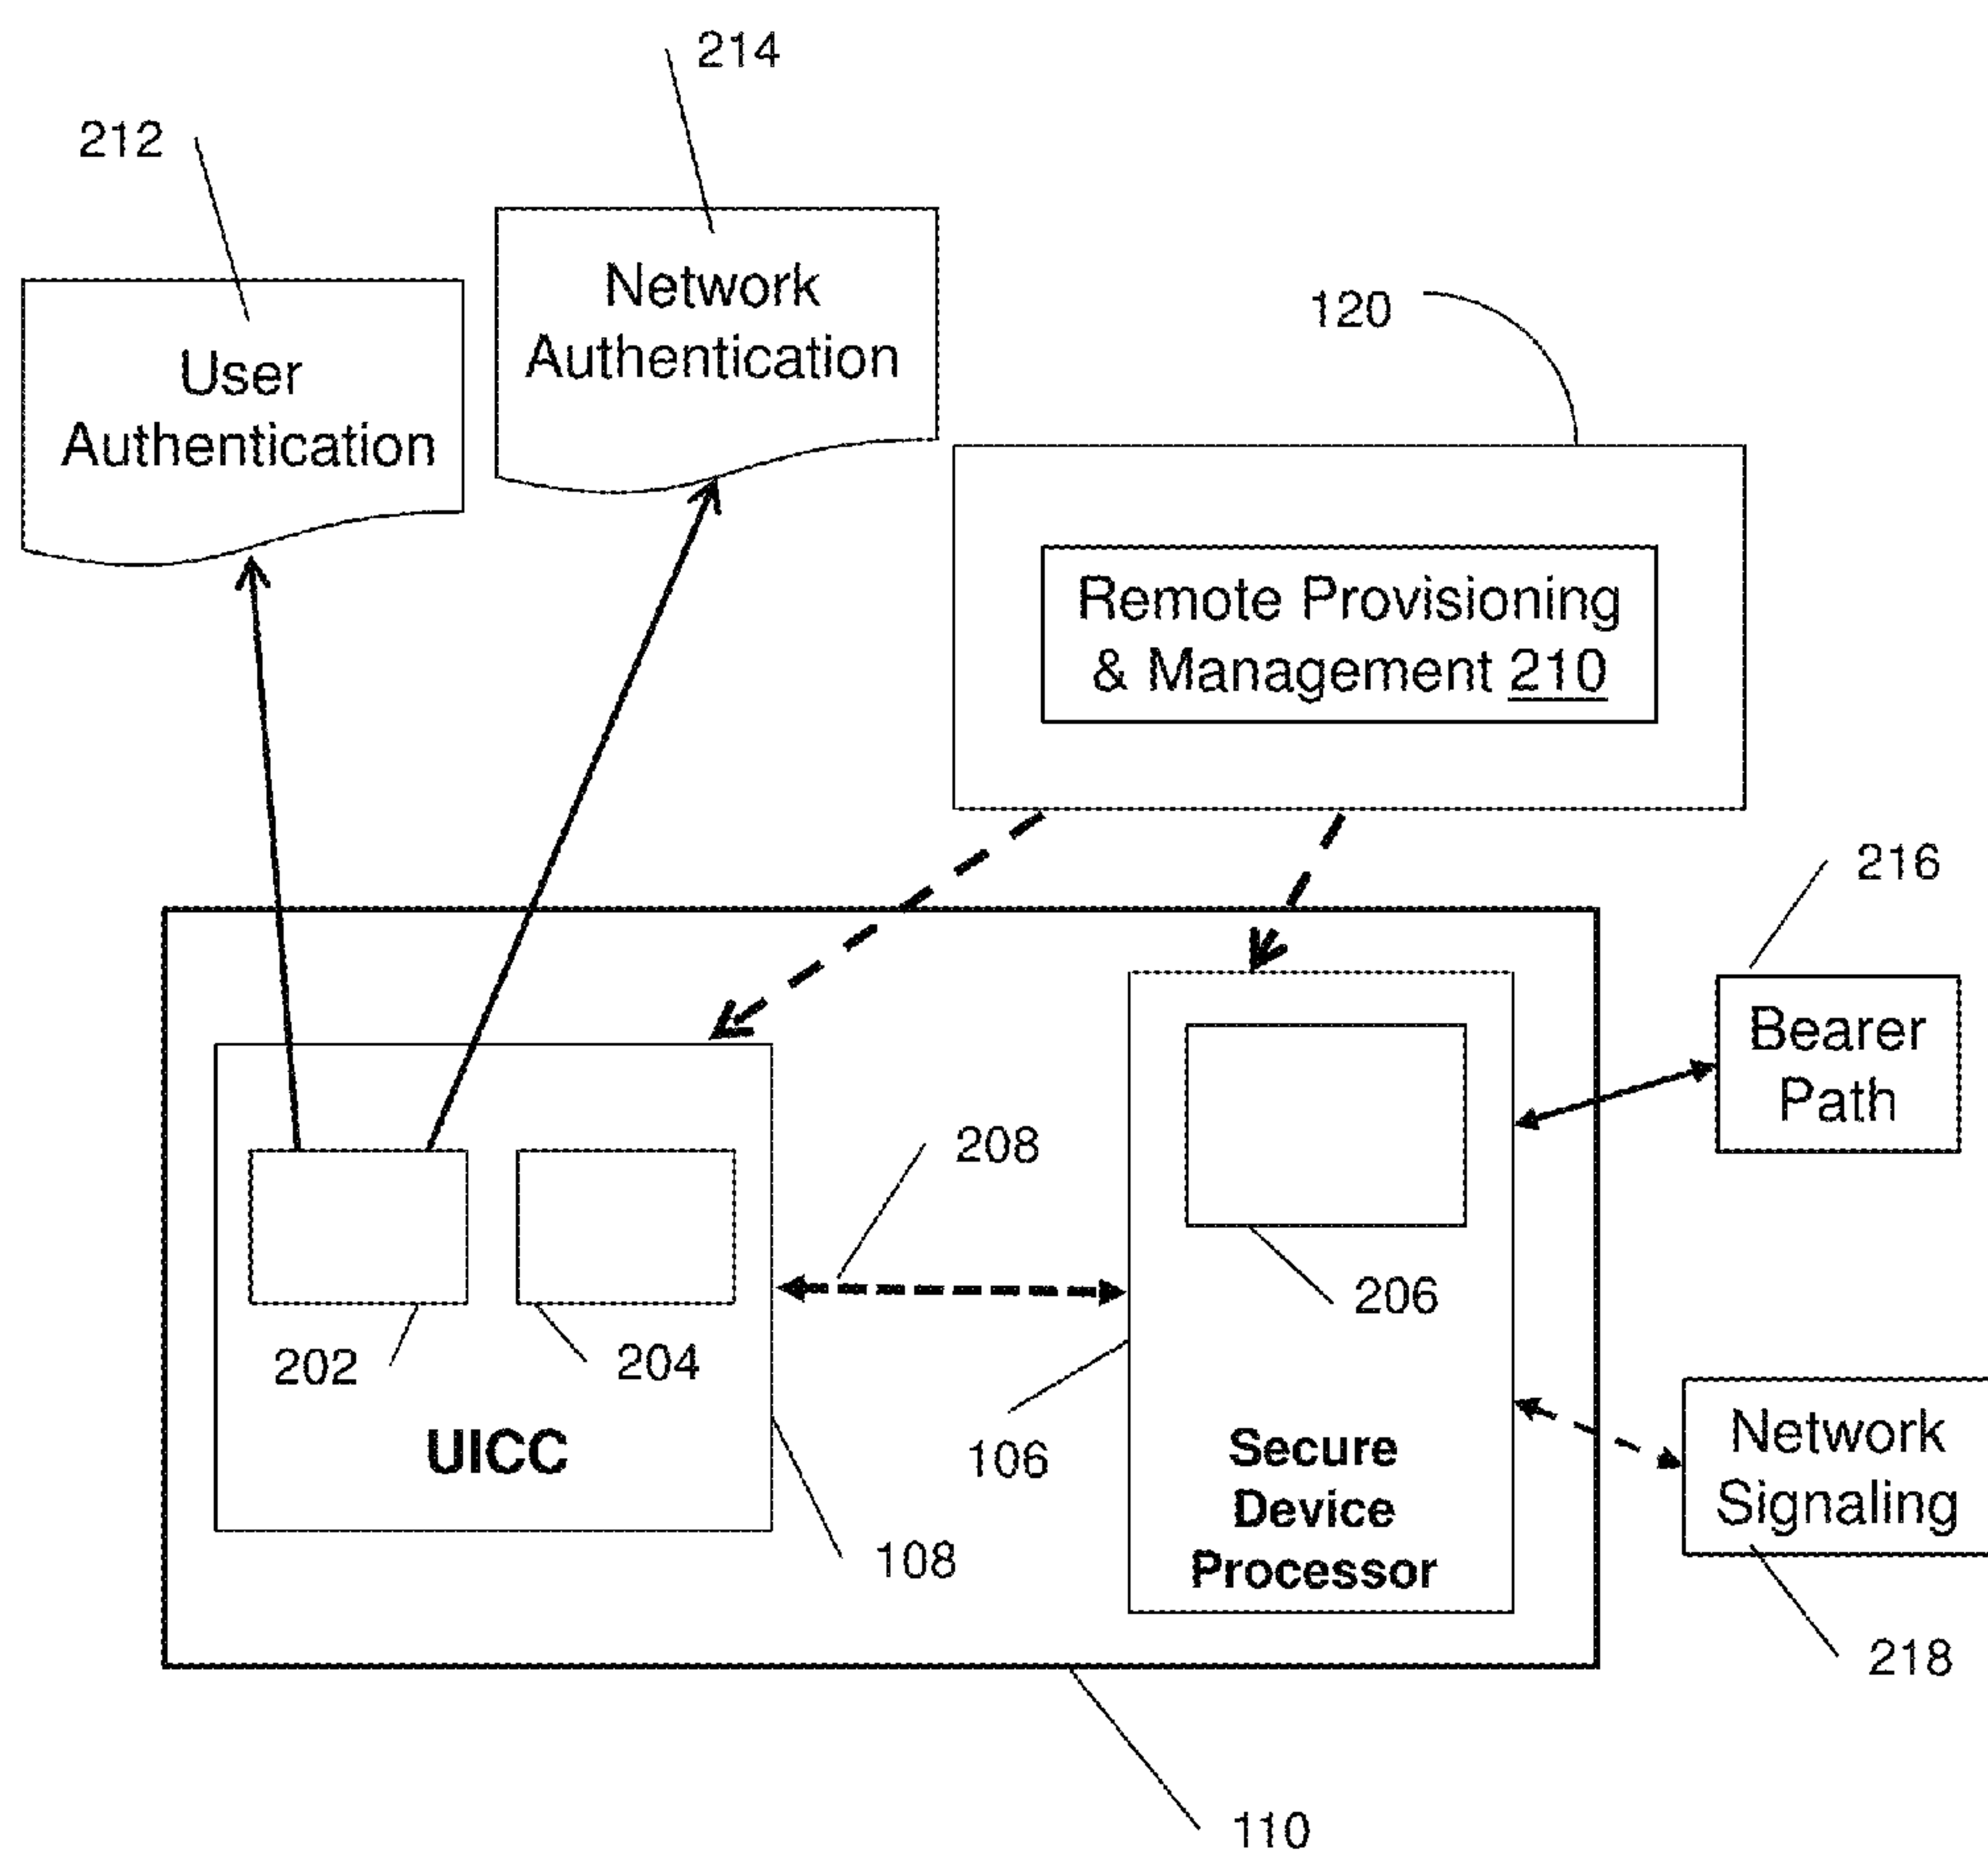 214
212
Network
Authentication
120
User
Authentication
Remote Provisioning
& Management 210
216
Bearer
Path
208
206
202
204
106
UICC
Secure
Device
Processor
Network
Signaling
108
218
110